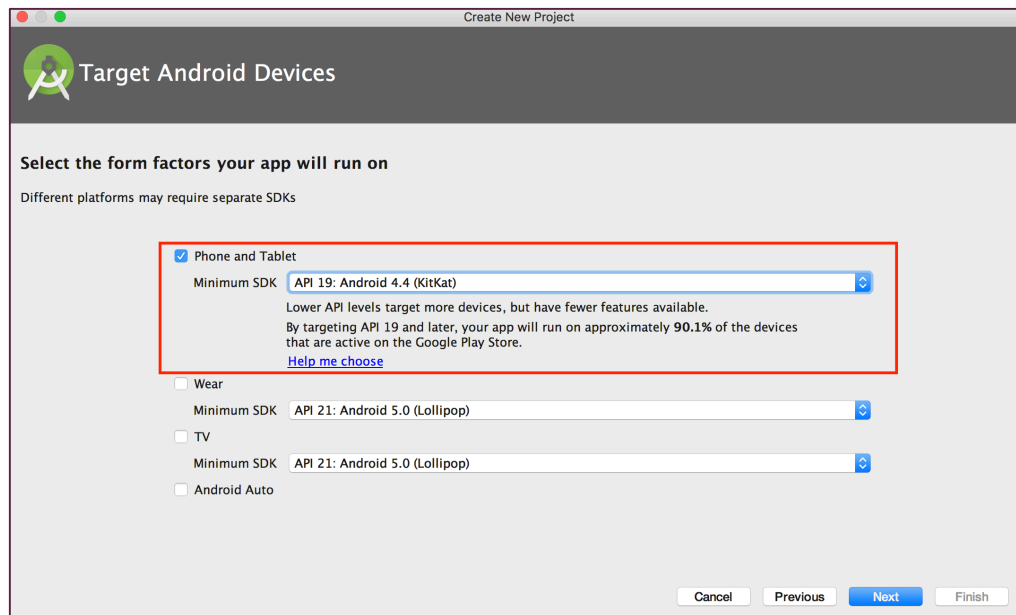 Create New Project
Target Android Devices
Select the form factors your app will run on
Different platforms may require separate SDKs
Phone and Tablet
Minimum SDK API 19: Android 4.4 (KitKat)
Lower API levels target more devices, but have fewer features available.
By targeting API 19 and later, your app will run on approximately 90.1% of the devices
that are active on the Google Play Store.
Help me choose
Wear
Minimum SDK API 21: Android 5.0 (Lollipop)
TV
Minimum SDK API 21: Android 5.0 (Lollipop)
Android Auto
Cancel Previous Next Finish